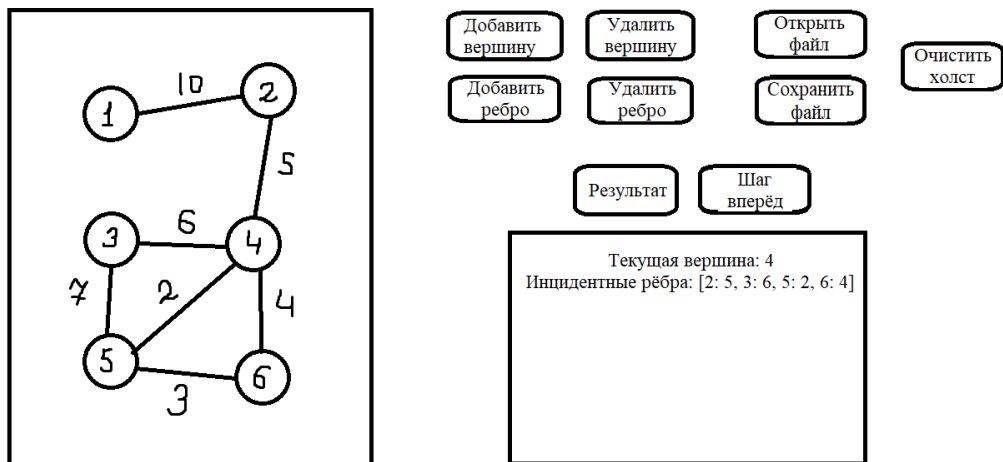 10
1
2
5
3
6
4
7
2
4
5
3
6
Добавить
вершину
Удалить
вершину
Открыть
файл
Очистить
холст
Добавить
ребро
Удалить
ребро
Сохранить
файл
Результат
Шаг
вперёд
Текущая вершина: 4
Инцидентные рёбра: [2: 5, 3: 6, 5: 2, 6: 4]